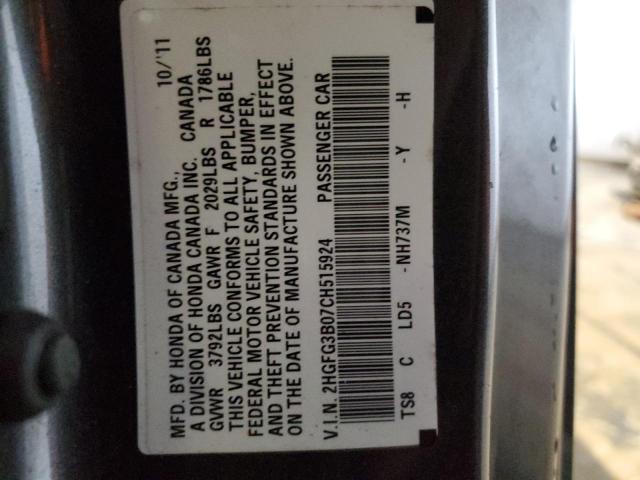 MFD. BY HONDA OF CANADA MFG., 10/'11
A DIVISION OF HONDA CANADA INC. CANADA
GVWR 3792LBS GAWR F 2029LBS R 1786LBS
THIS VEHICLE CONFORMS TO ALL APPLICABLE
FEDERAL MOTOR VEHICLE SAFETY, BUMPER,
AND THEFT PREVENTION STANDARDS IN EFFECT
ON THE DATE OF MANUFACTURE SHOWN ABOVE.
V.I.N. 2HGFG3B07CH515924 PASSENGER CAR
TS8 C LD5 -NH737M -Y -H